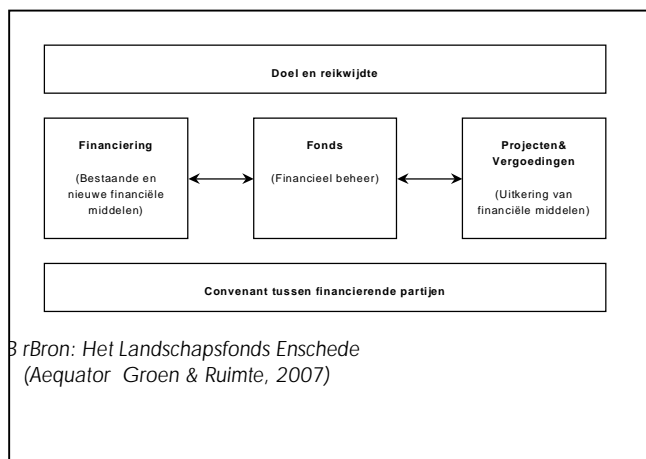 Doel en reikwijdte
Financiering
(Bestaande en
nieuwe financiële
middelen)
Fonds
(Financieel beheer)
Projecten&
Vergoedingen
(Uitkering van
financiële middelen)
Convenant tussen financierende partijen
rBron: Het Landschapsfonds Enschede
(Aequator Groen & Ruimte, 2007)